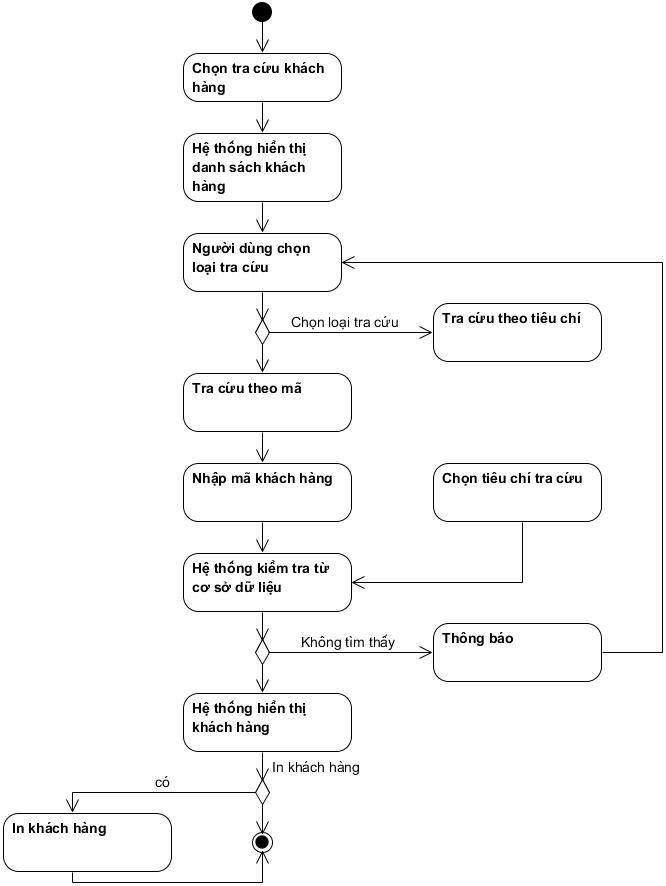 Chọn tra cứu khách
hàng
Hệ thống hiển thị
danh sách khách
hàng
Người dùng chọn
loại tra cứu
Chọn loại tra cứu
Tra cứu theo tiêu chí
Tra cứu theo mã
Nhập mã khách hàng
Chọn tiêu chí tra cứu
Hệ thống kiểm tra từ
cơ sở dữ liệu
Không tìm thấy
Thông báo
Hệ thống hiển thị
khách hàng
In khách hàng
có
In khách hàng